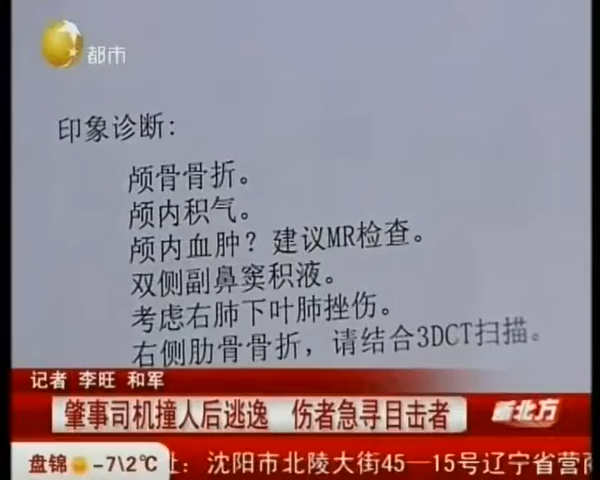 都市
印象诊断:
颅骨骨折。
颅内积气。
颅内血肿? 建议MR检查。
双侧副鼻窦积液。
考虑右肺下叶肺挫伤。
右侧肋骨骨折，请结合3DCT扫描。
记者 李旺 和军
肇事司机撞人后逃逸 伤者急寻目击者
新北方
盘锦 -7\2℃
址：沈阳市北陵大街45—15号辽宁省营商